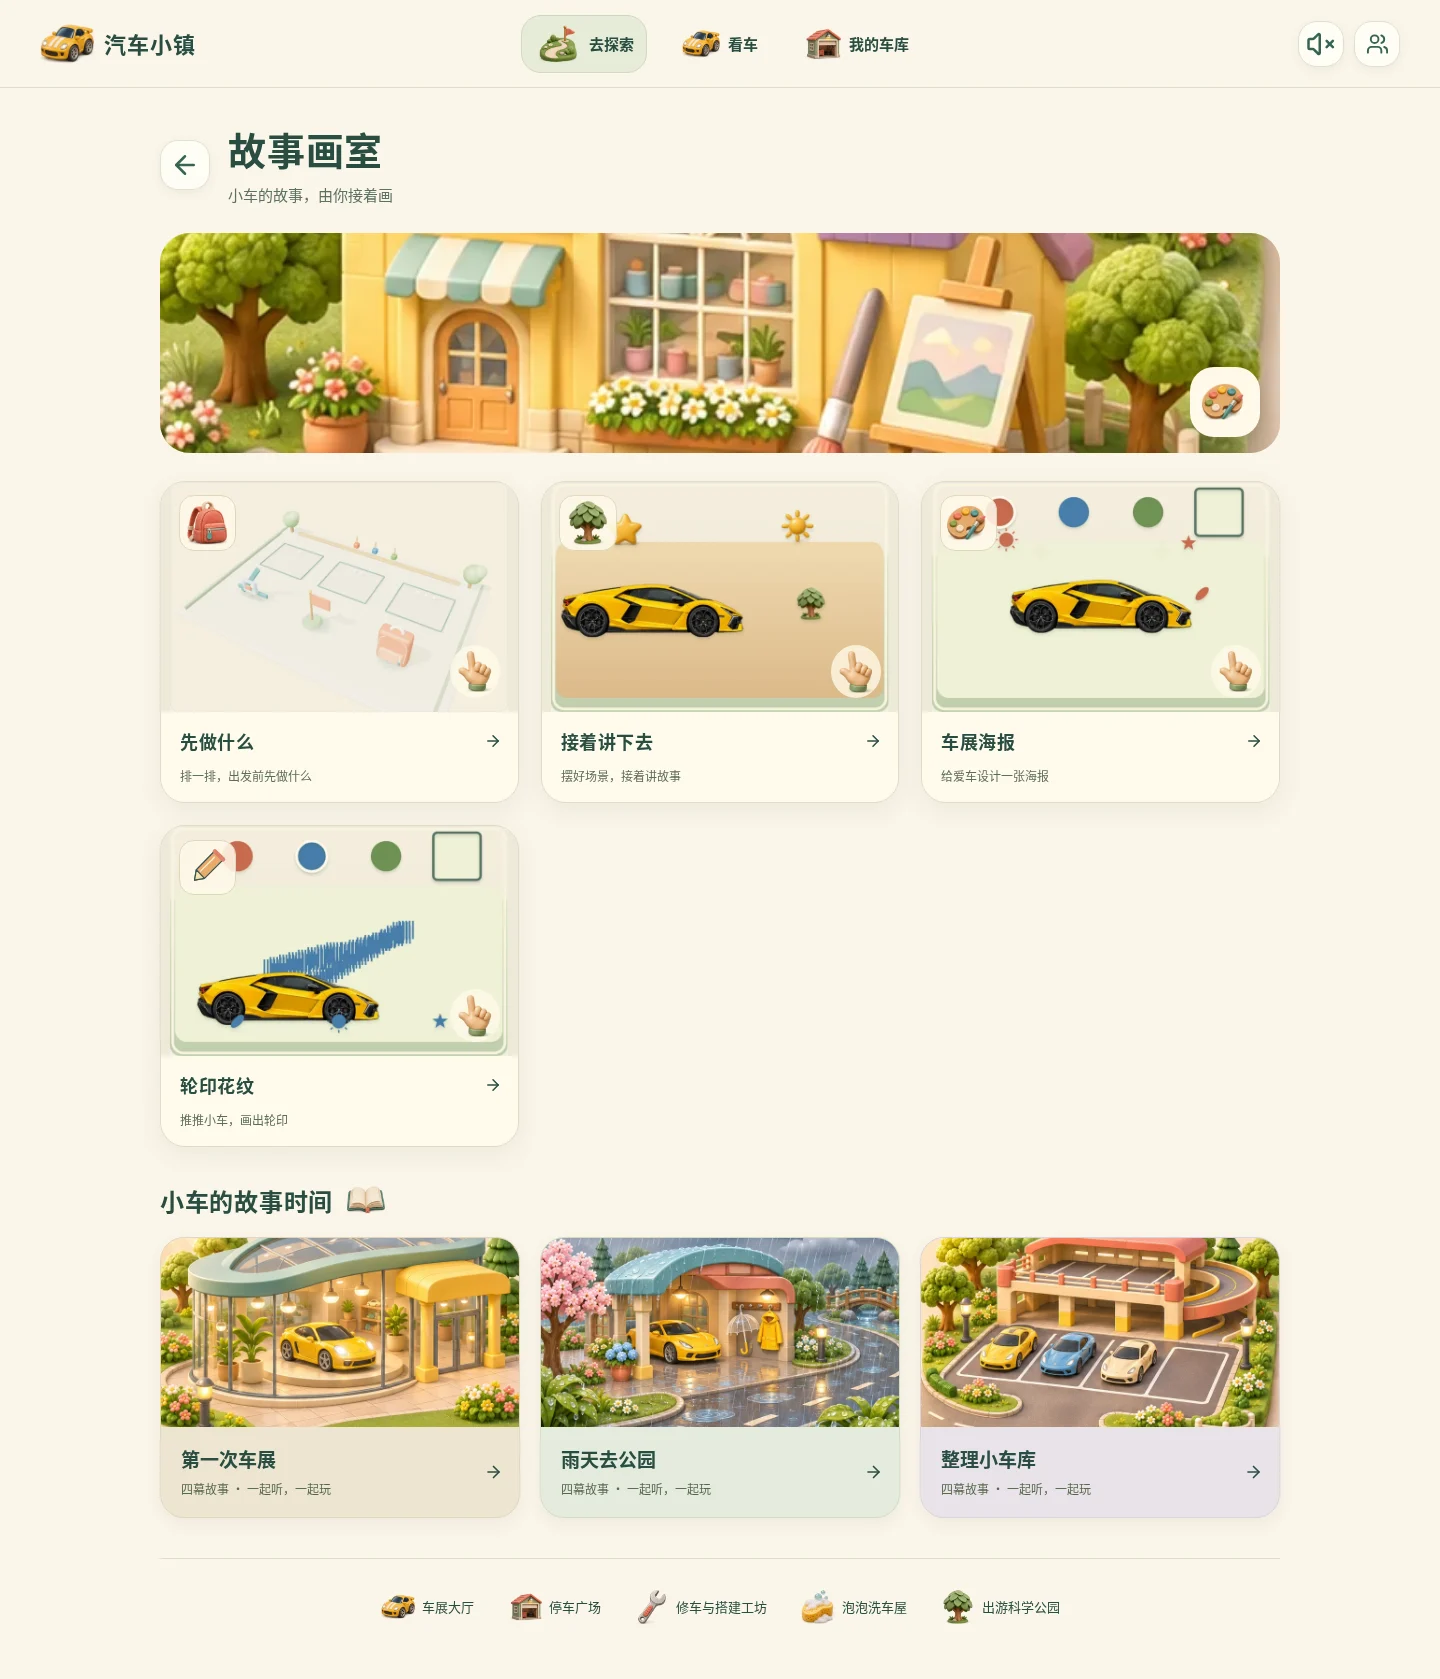 汽车小镇
去探索
看车
我的车库
故事画室
小车的故事，由你接着画
先做什么
排一排，出发前先做什么
接着讲下去
摆好场景，接着讲故事
车展海报
给爱车设计一张海报
轮印花纹
推推小车，画出轮印
小车的故事时间
第一次车展
四幕故事 · 一起听，一起玩
雨天去公园
四幕故事 · 一起听，一起玩
整理小车库
四幕故事 · 一起听，一起玩
车展大厅
停车广场
修车与搭建工坊
泡泡洗车屋
出游科学公园